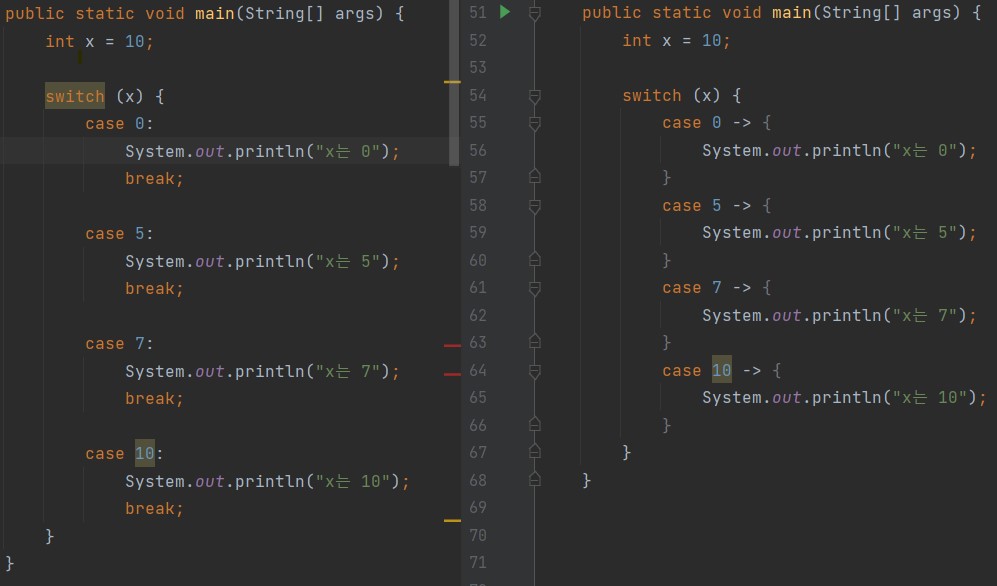 public static void main(String[] args) {
    int x = 10;
    switch (x) {
        case 0:
            System.out.println("x는 0");
            break;
        case 5:
            System.out.println("x는 5");
            break;
        case 7:
            System.out.println("x는 7");
            break;
        case 10:
            System.out.println("x는 10");
            break;
    }
}
51 public static void main(String[] args) {
52     int x = 10;
53
54     switch (x) {
55         case 0 -> {
56             System.out.println("x는 0");
57         }
58         case 5 -> {
59             System.out.println("x는 5");
60         }
61         case 7 -> {
62             System.out.println("x는 7");
63         }
64         case 10 -> {
65             System.out.println("x는 10");
66         }
67     }
68 }
69
70
71